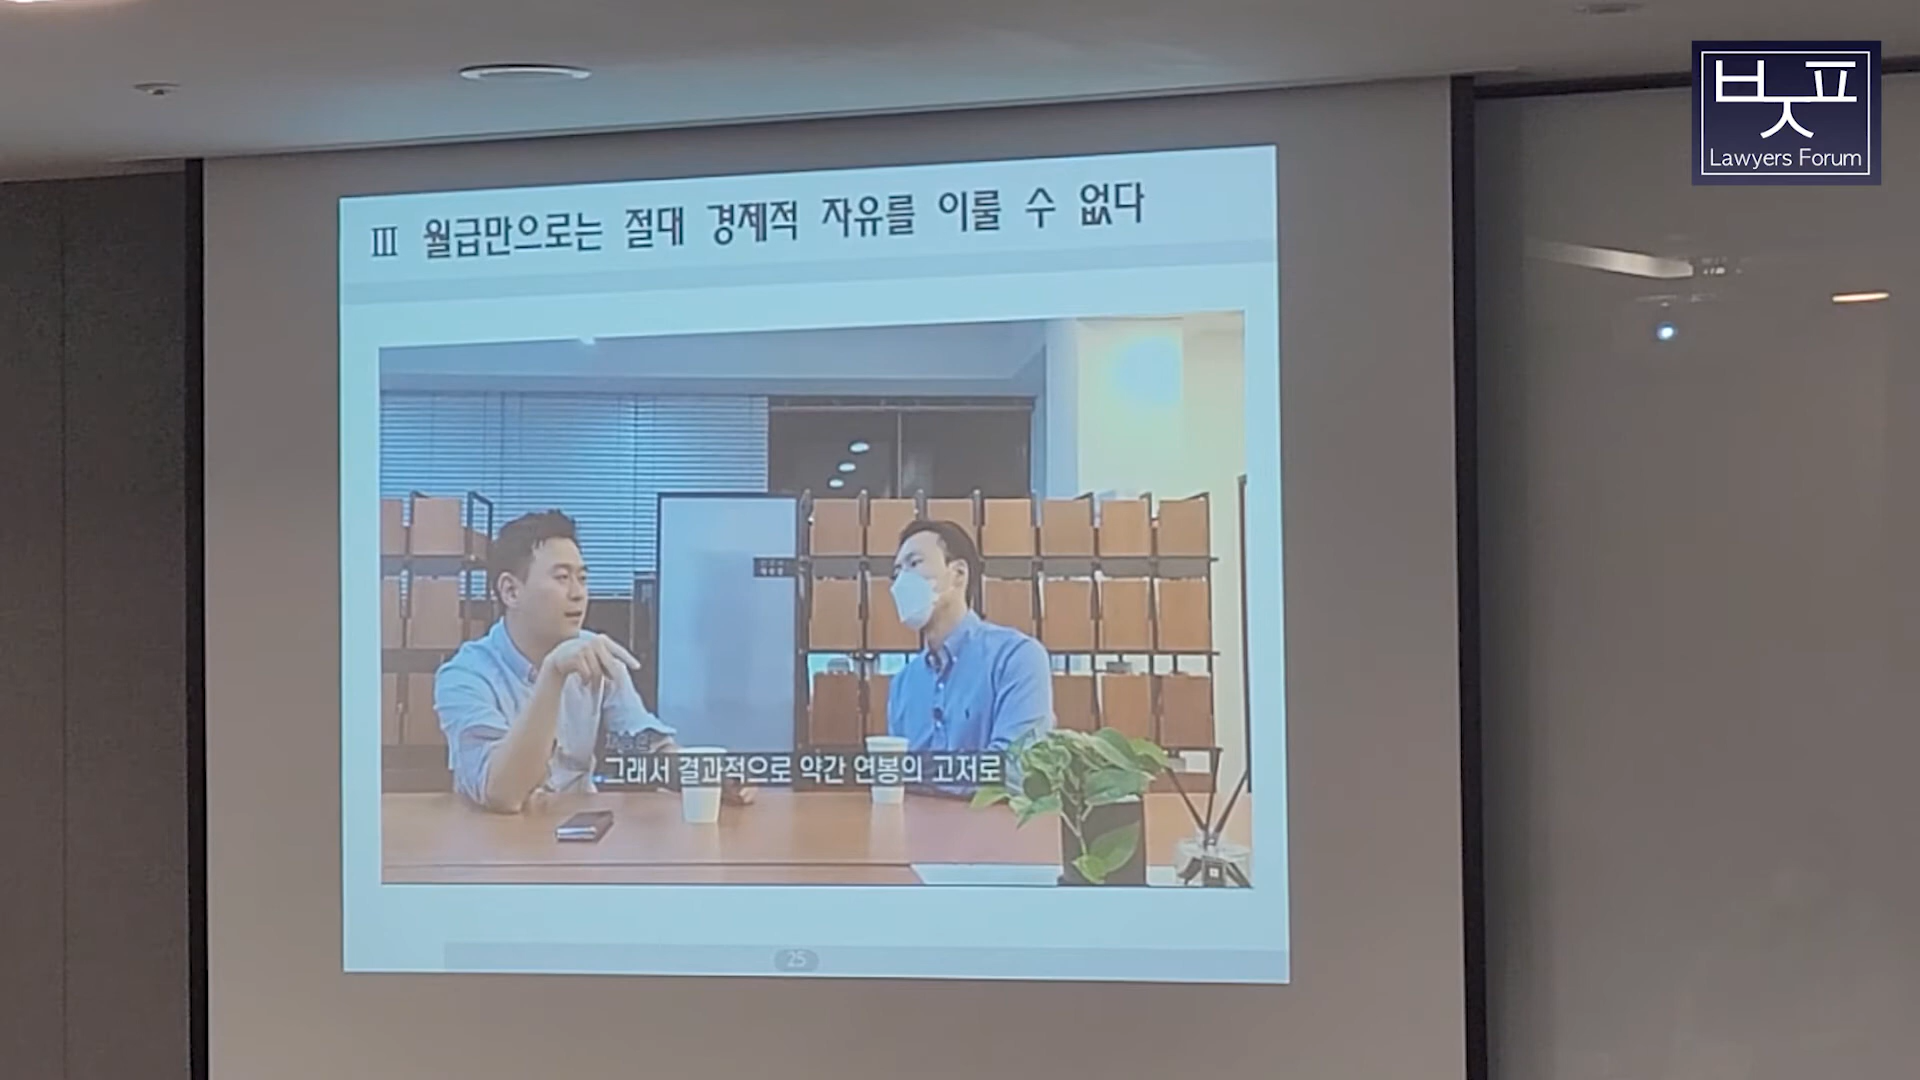 Ⅲ 월급만으로는 절대 경제적 자유를 이룰 수 없다
그래서 결과적으로 약간 연봉의 고저로
25
ㅂㅈㅍ
Lawyers Forum